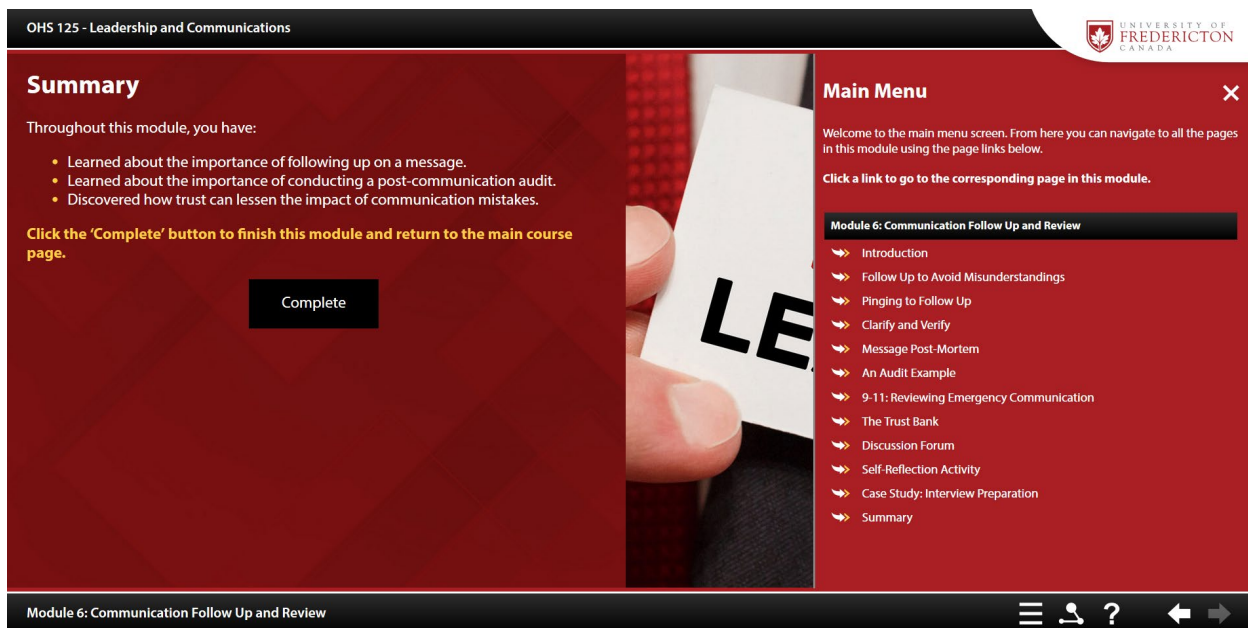 OHS 125 - Leadership and Communications
UNIVERSITY OF
FREDERICTON
CANADA
Summary
Throughout this module, you have:
• Learned about the importance of following up on a message.
• Learned about the importance of conducting a post-communication audit.
• Discovered how trust can lessen the impact of communication mistakes.
Click the ‘Complete’ button to finish this module and return to the main course
page.
Complete
LE
Main Menu
Welcome to the main menu screen. From here you can navigate to all the pages
in this module using the page links below.
Click a link to go to the corresponding page in this module.
Module 6: Communication Follow Up and Review
Introduction
Follow Up to Avoid Misunderstandings
Pinging to Follow Up
Clarify and Verify
Message Post-Mortem
An Audit Example
9-11: Reviewing Emergency Communication
The Trust Bank
Discussion Forum
Self-Reflection Activity
Case Study: Interview Preparation
Summary
Module 6: Communication Follow Up and Review
?